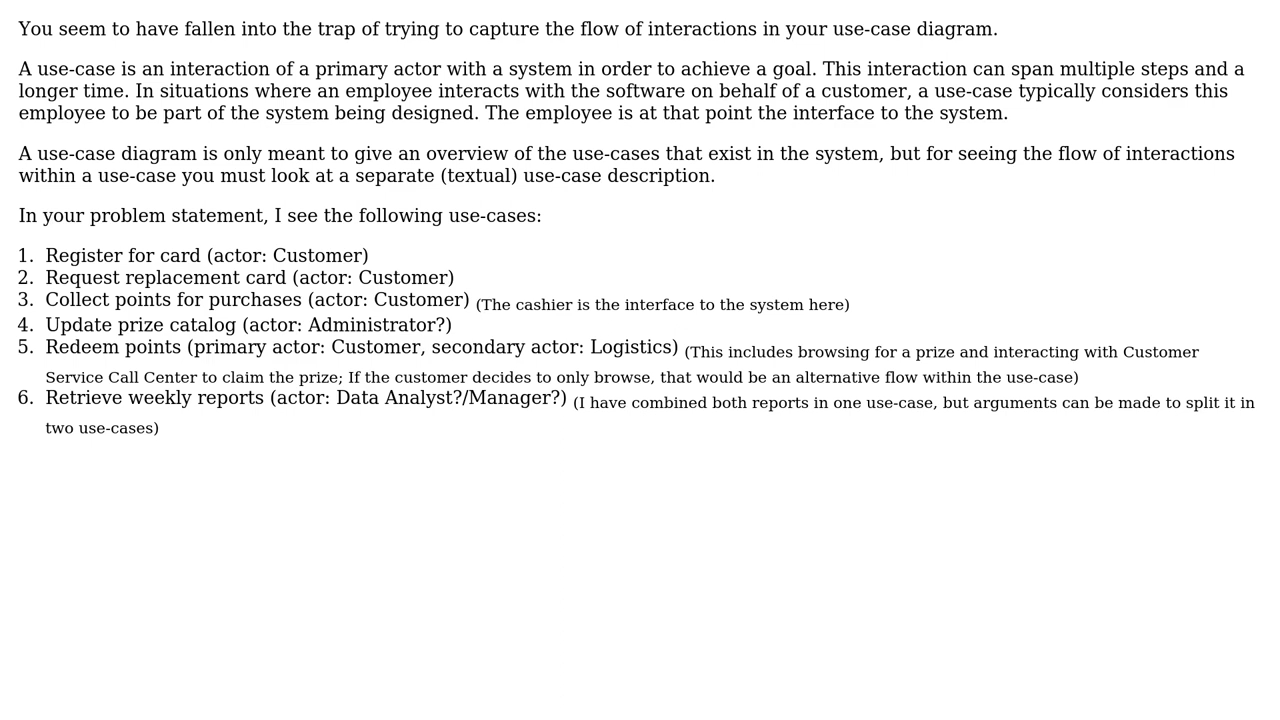 You seem to have fallen into the trap of trying to capture the flow of interactions in your use-case diagram.
A use-case is an interaction of a primary actor with a system in order to achieve a goal. This interaction can span multiple steps and a
longer time. In situations where an employee interacts with the software on behalf of a customer, a use-case typically considers this
employee to be part of the system being designed. The employee is at that point the interface to the system.
A use-case diagram is only meant to give an overview of the use-cases that exist in the system, but for seeing the flow of interactions
within a use-case you must look at a separate (textual) use-case description.
In your problem statement, I see the following use-cases:
1. Register for card (actor: Customer)
2. Request replacement card (actor: Customer)
3. Collect points for purchases (actor: Customer) (The cashier is the interface to the system here)
4. Update prize catalog (actor: Administrator?)
5. Redeem points (primary actor: Customer, secondary actor: Logistics) (This includes browsing for a prize and interacting with Customer
Service Call Center to claim the prize; If the customer decides to only browse, that would be an alternative flow within the use-case)
6. Retrieve weekly reports (actor: Data Analyst?/Manager?) (I have combined both reports in one use-case, but arguments can be made to split it in
two use-cases)